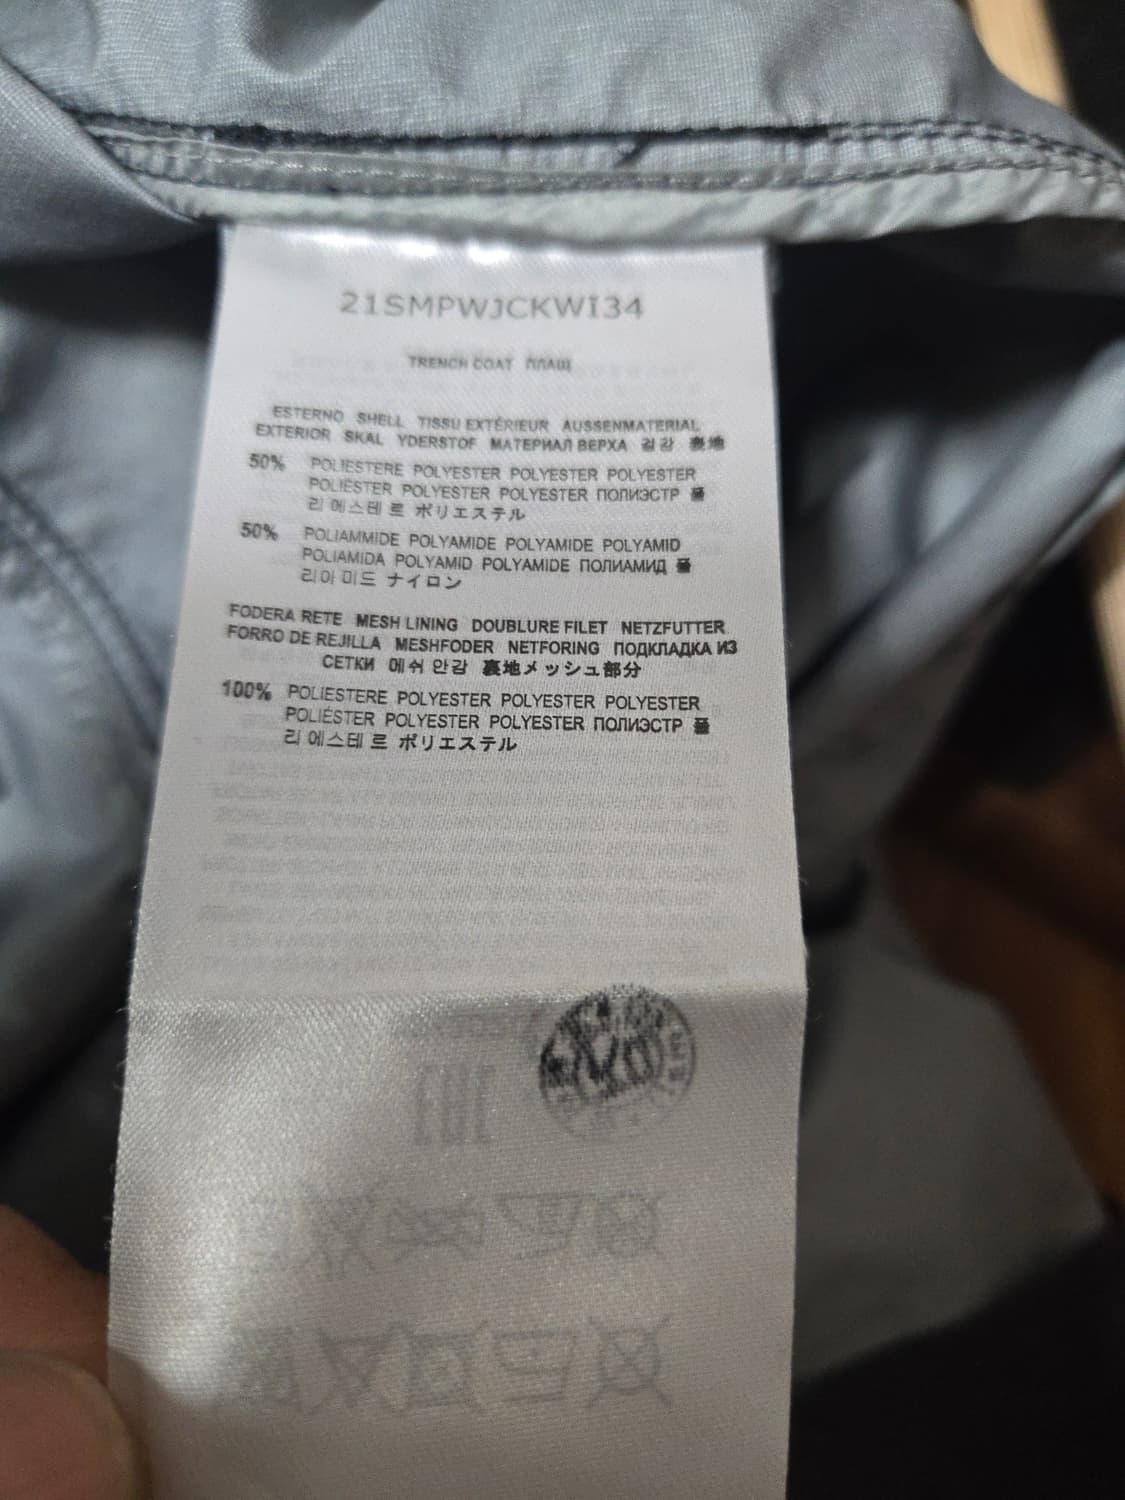 21SMPWJCKWI34
TRENCH COAT ПЛАЩ
ESTERNO SHELL TISSU EXTÉRIEUR AUSSENMATERIAL
EXTERIOR SKAL YDERSTOF МАТЕРИАЛ ВЕРХА 겉감 表地
50% POLIESTERE POLYESTER POLYESTER POLYESTER
POLIÉSTER POLYESTER POLYESTER ПОЛИЭСТР 폴
리에스테르 ポリエステル
50% POLIAMMIDE POLYAMIDE POLYAMIDE POLYAMID
POLIAMIDA POLYAMID POLYAMIDE ПОЛИАМИД 폴
리아미드 ナイロン
FODERA RETE MESH LINING DOUBLURE FILET NETZFUTTER
FORRO DE REJILLA MESHFODER NETFORING ПОДКЛАДКА ИЗ
СЕТКИ 메쉬 안감 裏地メッシュ部分
100% POLIESTERE POLYESTER POLYESTER POLYESTER
POLIÉSTER POLYESTER POLYESTER ПОЛИЭСТР 폴
리에스테르 ポリエステル